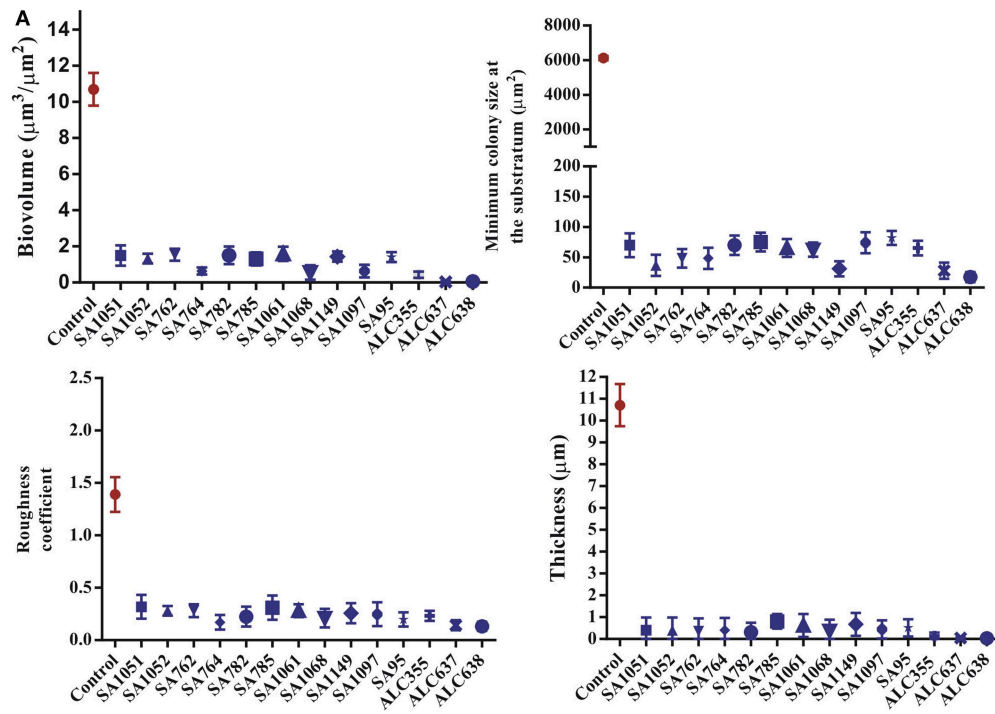 A
Biovolume (μm³/μm²)
14
12
10
8
6
4
2
0
Control
SA1051
SA1052
SA762
SA764
SA782
SA785
SA1061
SA1068
SA1149
SA1097
SA95
ALC355
ALC637
ALC638
Minimum colony size at
the substratum (μm²)
8000
6000
4000
2000
0
200
150
100
50
0
Control
SA1051
SA1052
SA762
SA764
SA782
SA785
SA1061
SA1068
SA1149
SA1097
SA95
ALC355
ALC637
ALC638
Roughness
coefficient
2.5
2.0
1.5
1.0
0.5
0.0
Control
SA1051
SA1052
SA762
SA764
SA782
SA785
SA1061
SA1068
SA1149
SA1097
SA95
ALC355
ALC637
ALC638
Thickness (μm)
12
11
10
9
8
7
6
5
4
3
2
1
0
Control
SA1051
SA1052
SA762
SA764
SA782
SA785
SA1061
SA1068
SA1149
SA1097
SA95
ALC355
ALC637
ALC638